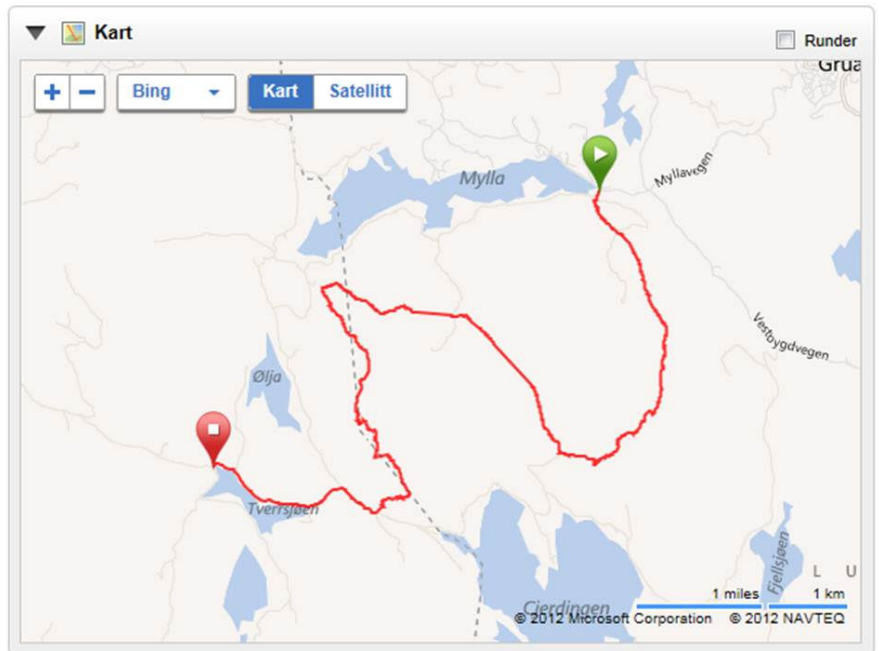 Kart
Runder
+ −
Bing
Kart
Satellitt
Grua
Mylla
Myllavegen
Vestbygdvegen
Ølja
Tverrsjøen
Gjerdingen
Fjellsjøen
L U
1 miles 1 km
© 2012 Microsoft Corporation © 2012 NAVTEQ